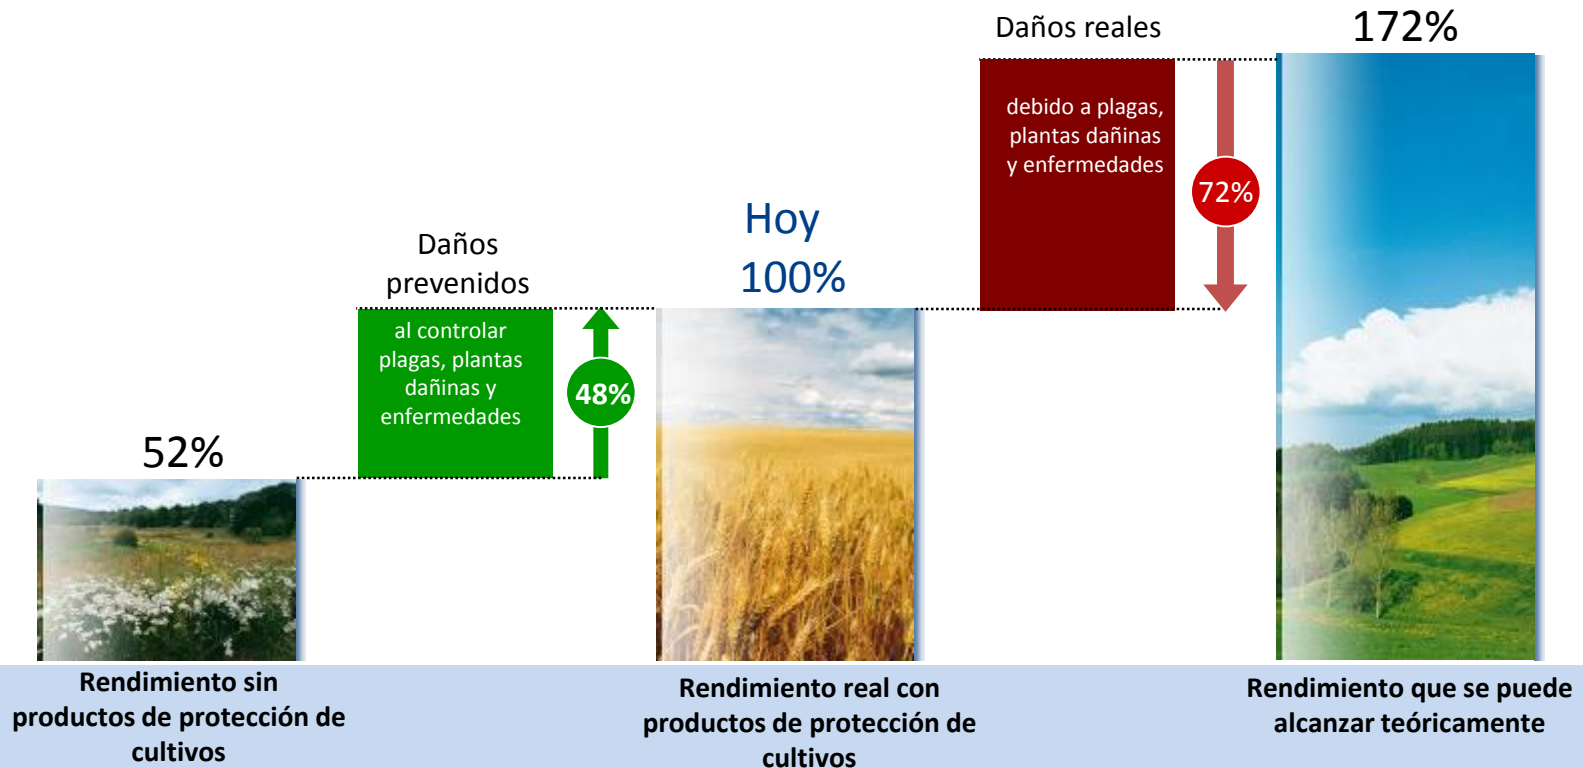 52%
Daños
prevenidos
al controlar
plagas, plantas
dañinas y
enfermedades
48%
Hoy
100%
Daños reales
debido a plagas,
plantas dañinas
y enfermedades
72%
172%
Rendimiento sin
productos de protección de
cultivos
Rendimiento real con
productos de protección de
cultivos
Rendimiento que se puede
alcanzar teóricamente